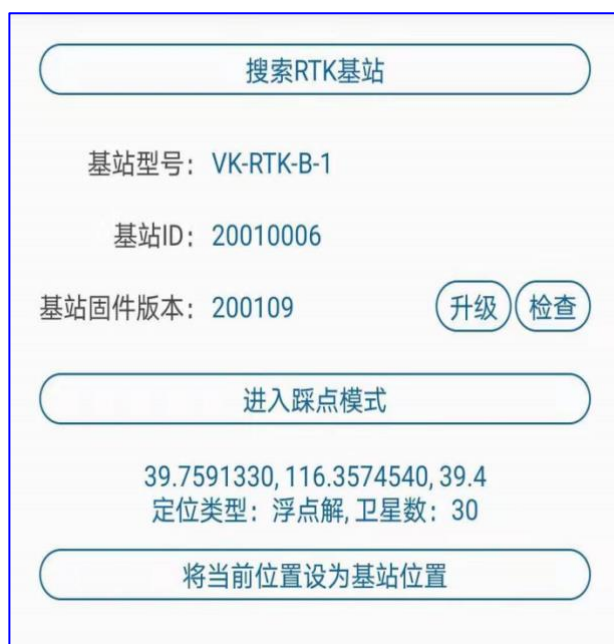 搜索RTK基站
基站型号：VK-RTK-B-1
基站ID：20010006
基站固件版本：200109 升级 检查
进入踩点模式
39.7591330, 116.3574540, 39.4
定位类型：浮点解, 卫星数：30
将当前位置设为基站位置